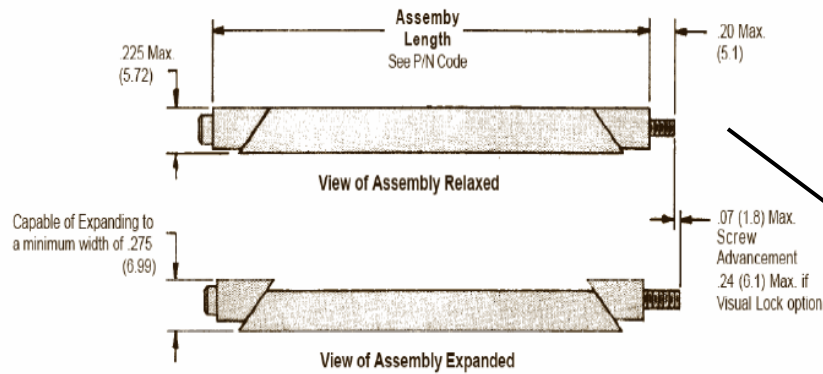 Assemby
Length
See P/N Code
.20 Max.
(5.1)
.225 Max.
(5.72)
View of Assembly Relaxed
Capable of Expanding to
a minimum width of .275
(6.99)
.07 (1.8) Max.
Screw
Advancement
.24 (6.1) Max. if
Visual Lock option
View of Assembly Expanded